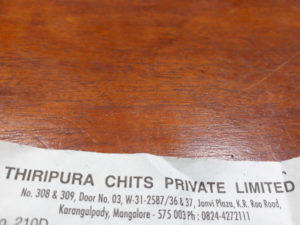 THIRIPURA CHITS PRIVATE LIMITED
No. 308 & 309, Door No. 03, W-31-2587/36 & 37, Janvi Plaza, K.R. Rao Road,
Karangalpady, Mangalore - 575 003 Ph : 0824-4272111
210D